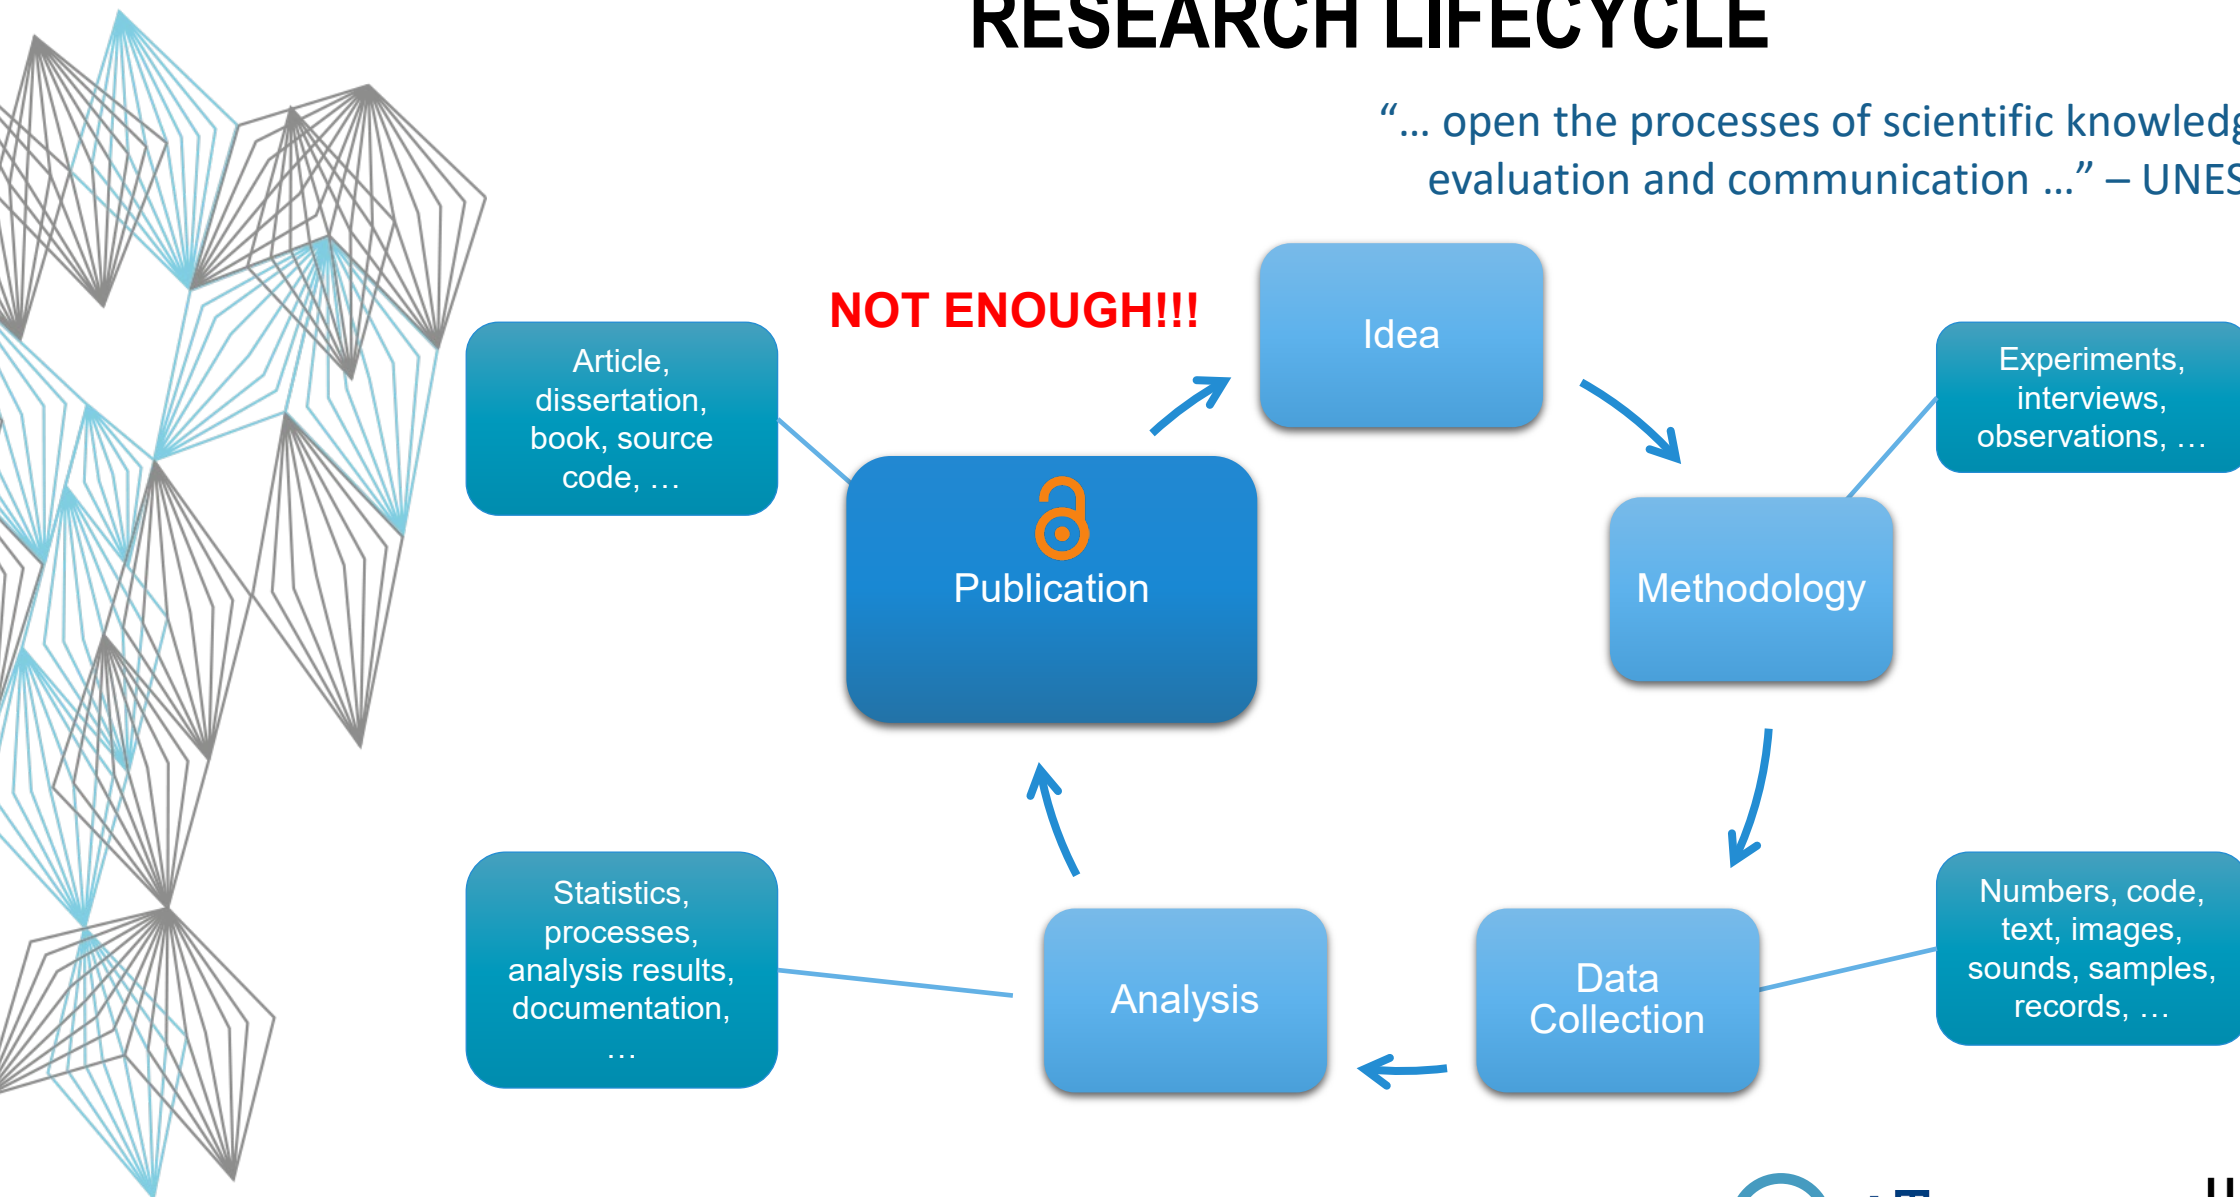 RESEARCH LIFECYCLE
“… open the processes of scientific
evaluation and communication …” –
NOT ENOUGH!!!
Idea
Article,
dissertation,
book, source
code, …
Experiments,
interviews,
observations, …
Publication
Methodology
Statistics,
processes,
analysis results,
documentation,
…
Analysis
Data
Collection
Numbers, code,
text, images,
sounds, samples,
records, …